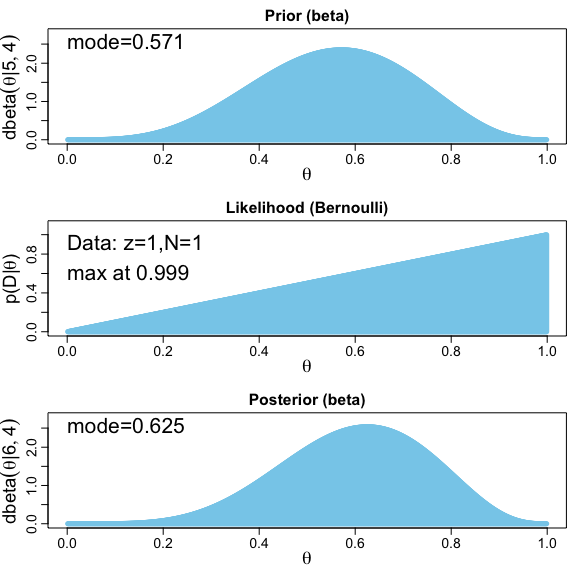 Prior (beta)
mode=0.571
dbeta(θ|5, 4)
0.0 1.0 2.0
0.0 0.2 0.4 0.6 0.8 1.0
θ
Likelihood (Bernoulli)
Data: z=1,N=1
max at 0.999
p(D|θ)
0.0 0.4 0.8
0.0 0.2 0.4 0.6 0.8 1.0
θ
Posterior (beta)
mode=0.625
dbeta(θ|6, 4)
0.0 1.0 2.0
0.0 0.2 0.4 0.6 0.8 1.0
θ